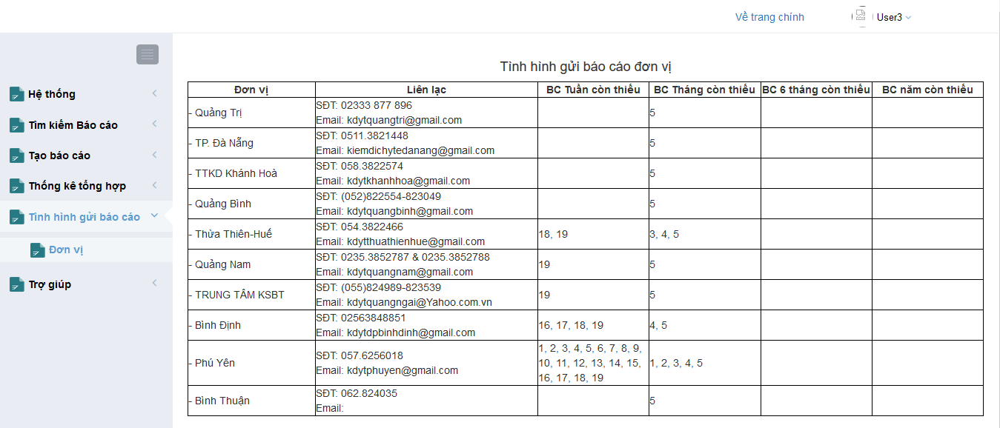 Về trang chính
User3
Hệ thống
Tìm kiếm Báo cáo
Tạo báo cáo
Thống kê tổng hợp
Tình hình gửi báo cáo
Đơn vị
Trợ giúp
Tình hình gửi báo cáo đơn vị
Đơn vị Liên lạc BC Tuần còn thiếu BC Tháng còn thiếu BC 6 tháng còn thiếu BC năm còn thiếu
SĐT: 02333 877 896
- Quảng Trị 5
Email: kdytquangtri@gmail.com
SĐT: 0511.3821448
- TP. Đà Nẵng 5
Email: kiemdichytedanang@gmail.com
SĐT: 058.3822574
- TTKD Khánh Hoà 5
Email: kdytkhanhhoa@gmail.com
SĐT: (052)822554-823049
- Quảng Bình 5
Email: kdytquangbinh@gmail.com
SĐT: 054.3822466
- Thừa Thiên-Huế 18, 19 3, 4, 5
Email: kdytthuathienhue@gmail.com
SĐT: 0235.3852787 & 0235.3852788
- Quảng Nam 19 5
Email: kdytquangnam@gmail.com
SĐT: (055)824989-823539
- TRUNG TÂM KSBT 19 5
Email: kdytquangngai@Yahoo.com.vn
SĐT: 02563848851
- Bình Định 16, 17, 18, 19 4, 5
Email: kdytdpbinhdinh@gmail.com
1, 2, 3, 4, 5, 6, 7, 8, 9,
SĐT: 057.6256018
- Phú Yên 10, 11, 12, 13, 14, 15, 1, 2, 3, 4, 5
Email: kdytphuyen@gmail.com
16, 17, 18, 19
SĐT: 062.824035
- Bình Thuận 5
Email: